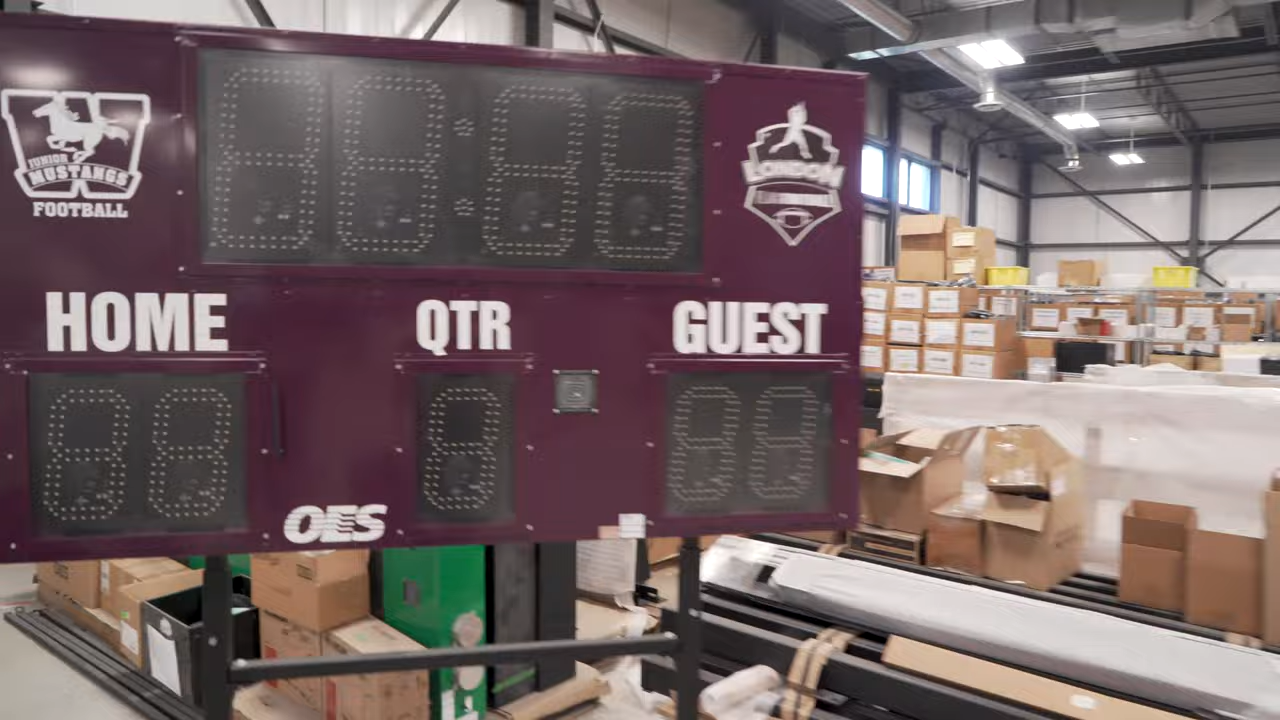 JUNIOR
MUSTANGS
FOOTBALL
LONDON
HOME
QTR
GUEST
OES